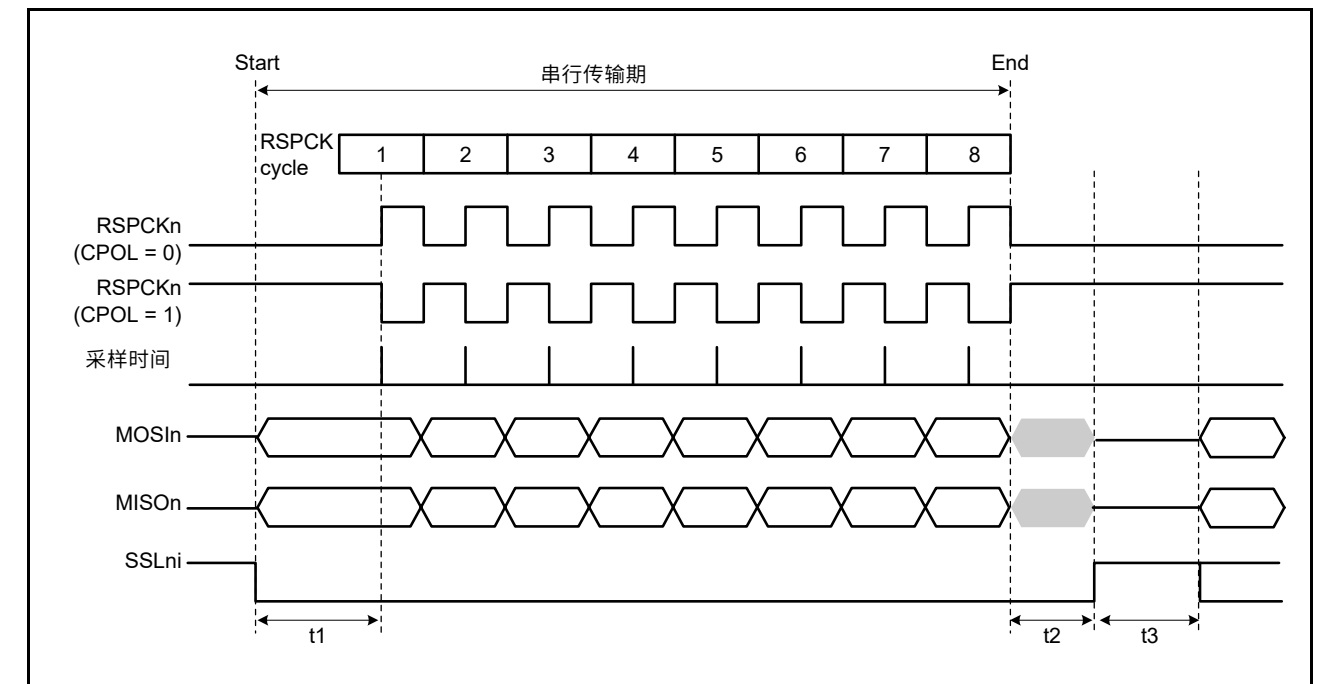 Start
串行传输期
End
RSPCK
cycle
1 2 3 4 5 6 7 8
RSPCKn
(CPOL = 0)
RSPCKn
(CPOL = 1)
采样时间
MOSIn
MISOn
SSLni
t1
t2
t3